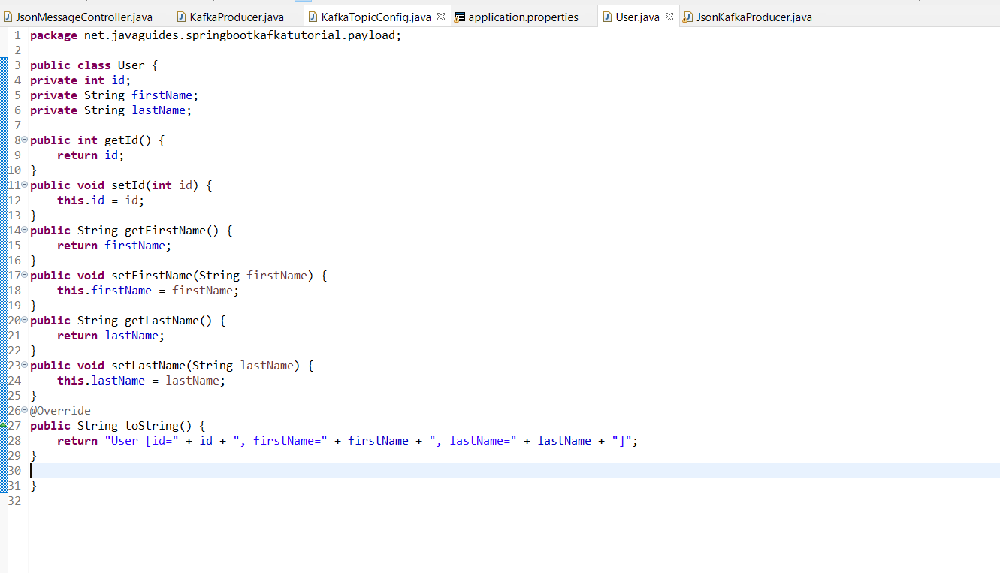 JsonMessageController.java KafkaProducer.java KafkaTopicConfig.java application.properties User.java JsonKafkaProducer.java
1 package net.javaguides.springbootkafkatutorial.payload;
2
3 public class User {
4 private int id;
5 private String firstName;
6 private String lastName;
7
8 public int getId() {
9     return id;
10 }
11 public void setId(int id) {
12     this.id = id;
13 }
14 public String getFirstName() {
15     return firstName;
16 }
17 public void setFirstName(String firstName) {
18     this.firstName = firstName;
19 }
20 public String getLastName() {
21     return lastName;
22 }
23 public void setLastName(String lastName) {
24     this.lastName = lastName;
25 }
26 @Override
27 public String toString() {
28     return "User [id=" + id + ", firstName=" + firstName + ", lastName=" + lastName + "]";
29 }
30
31 }
32